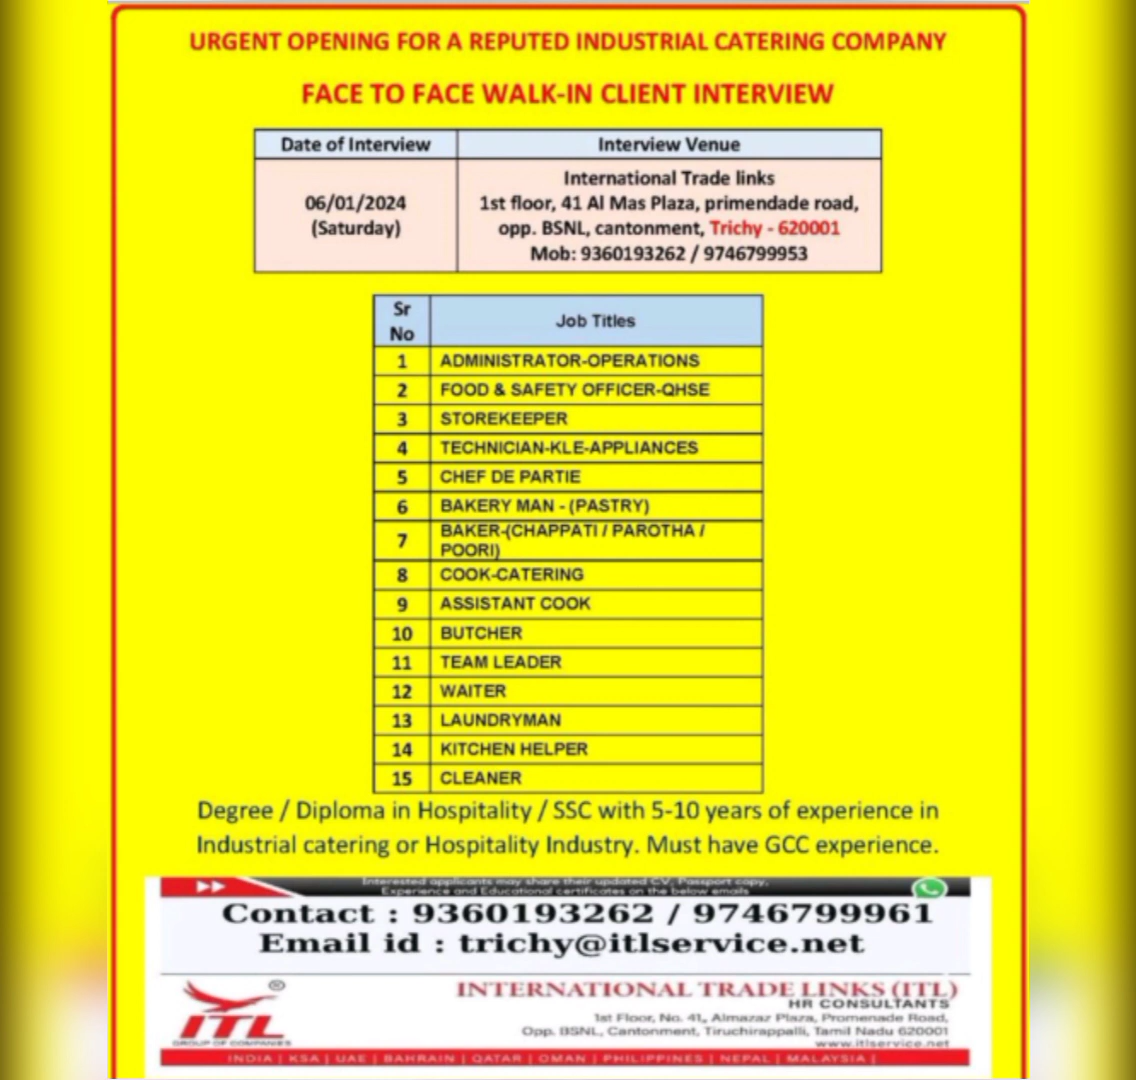 URGENT OPENING FOR A REPUTED INDUSTRIAL CATERING COMPANY
FACE TO FACE WALK-IN CLIENT INTERVIEW
Date of Interview
Interview Venue
06/01/2024
(Saturday)
International Trade links
1st floor, 41 Al Mas Plaza, primendade road,
opp. BSNL, cantonment, Trichy - 620001
Mob: 9360193262 / 9746799953
Sr
No
Job Titles
1 ADMINISTRATOR-OPERATIONS
2 FOOD & SAFETY OFFICER-QHSE
3 STOREKEEPER
4 TECHNICIAN-KLE-APPLIANCES
5 CHEF DE PARTIE
6 BAKERY MAN - (PASTRY)
7 BAKER-(CHAPPATI / PAROTHA /
POORI)
8 COOK-CATERING
9 ASSISTANT COOK
10 BUTCHER
11 TEAM LEADER
12 WAITER
13 LAUNDRYMAN
14 KITCHEN HELPER
15 CLEANER
Degree / Diploma in Hospitality / SSC with 5-10 years of experience in
Industrial catering or Hospitality Industry. Must have GCC experience.
Interested applicants may share their updated CV, Passport copy,
Experience and Educational certificates on the below emails
Contact : 9360193262 / 9746799961
Email id : trichy@itlservice.net
ITL
GROUP OF COMPANIES
®
INTERNATIONAL TRADE LINKS (ITL)
HR CONSULTANTS
1st Floor, No. 41, Almazaz Plaza, Promenade Road,
Opp. BSNL, Cantonment, Tiruchirappalli, Tamil Nadu 620001
www.itlservice.net
INDIA | KSA | UAE | BAHRAIN | QATAR | OMAN | PHILIPPINES | NEPAL | MALAYSIA |